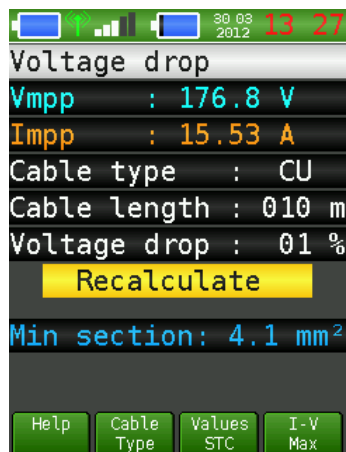 30 03 2012 13 27
Voltage drop
Vmpp : 176.8 V
Impp : 15.53 A
Cable type : CU
Cable length : 010 m
Voltage drop : 01 %
Recalculate
Min section: 4.1 mm²
Help Cable Type Values STC I-V Max